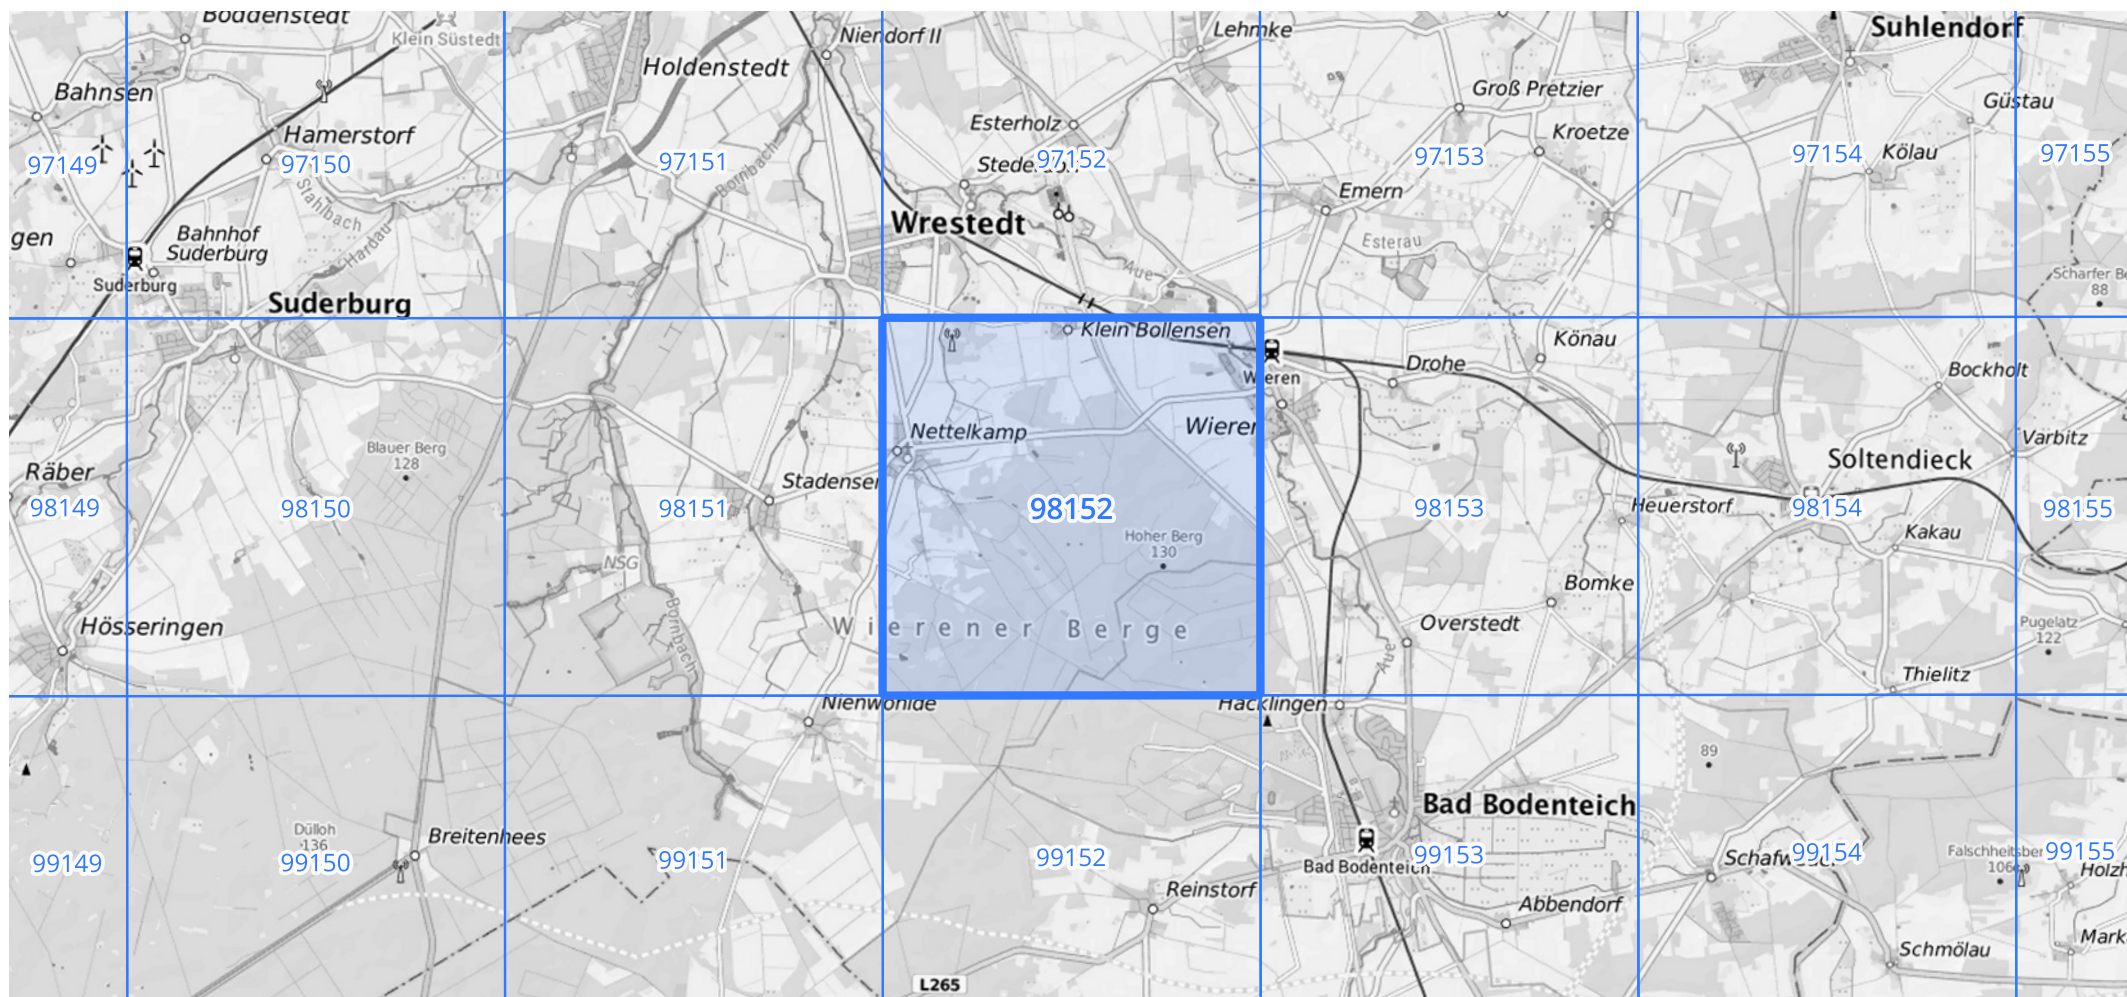 Boddenstedt
Klein Süstedt
Niendorf II
Lehmke
Suhlendorf
Holdenstedt
Bahnsen
Groß Pretzier
Güstau
Hamerstorf
Esterholz
Kroetze
97149
97150
97151
97152
97153
97154
Kölau
97155
Bornbach
Stahlbach
Emern
Wrestedt
gen
Bahnhof
Suderburg
Hardau
Esterau
Aue
Suderburg
Scharfer Be
88
Suderburg
Klein Bollensen
Könau
Drohe
Bockholt
Wieren
Nettelkamp
Wieren
Varbitz
Blauer Berg
128
Räber
Stadensen
Soltendieck
98149
98150
98151
98152
98153
Heuerstorf
98154
98155
Hoher Berg
130
Kakau
NSG
Bomke
Bornbach
Hösseringen
Wierener Berge
Overstedt
Pugelatz
122
Aue
Thielitz
Nienwohlde
Häcklingen
89
Bad Bodenteich
Dülloh
136
Breitenhees
99149
99150
99151
99152
Bad Bodenteich
99153
99154
Falschheitsber
106
99155
Reinstorf
Abbendorf
Schmölau
Mark
L265